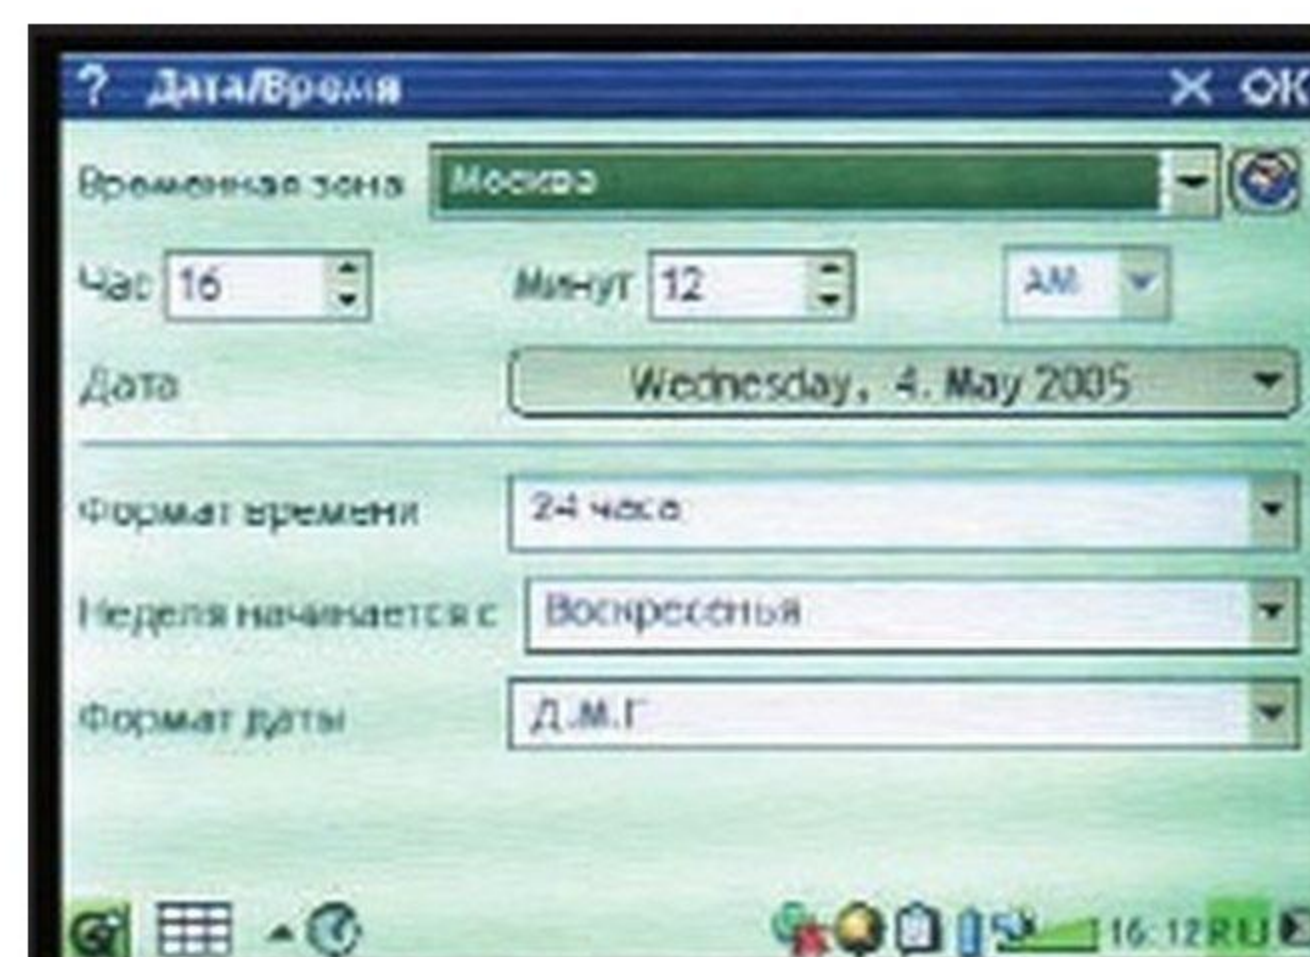 ? Дата/Время × OK
Временная зона Москва
Час 16 Минут 12 AM
Дата Wednesday, 4. May 2005
Формат времени 24 часа
Неделя начинается с Воскресенья
Формат даты Д.М.Г
16:12 RU